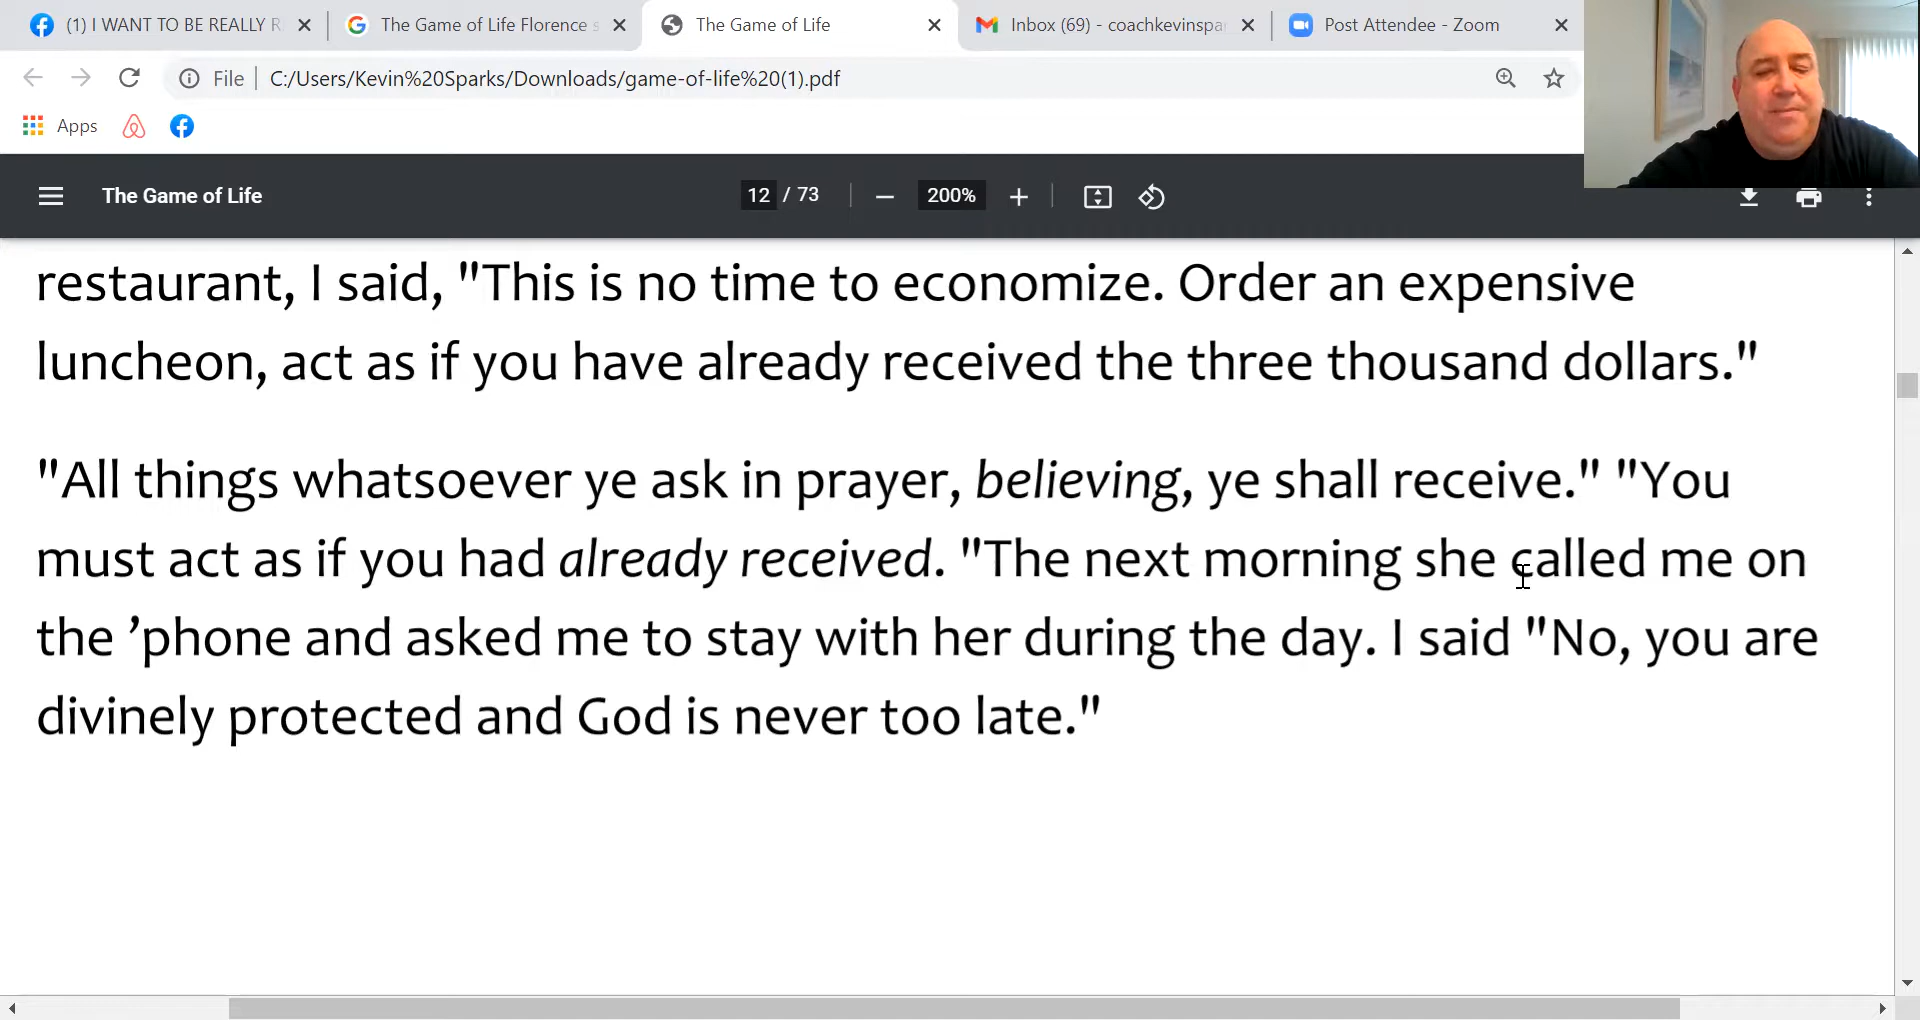 (1) I WANT TO BE REALLY R
The Game of Life Florence s
The Game of Life
Inbox (69) - coachkevinspa
Post Attendee - Zoom
File
C:/Users/Kevin%20Sparks/Downloads/game-of-life%20(1).pdf
Apps
The Game of Life
12 / 73
200%
restaurant, I said, "This is no time to economize. Order an expensive
luncheon, act as if you have already received the three thousand dollars."
"All things whatsoever ye ask in prayer, believing, ye shall receive." "You
must act as if you had already received. "The next morning she called me on
the ’phone and asked me to stay with her during the day. I said "No, you are
divinely protected and God is never too late."